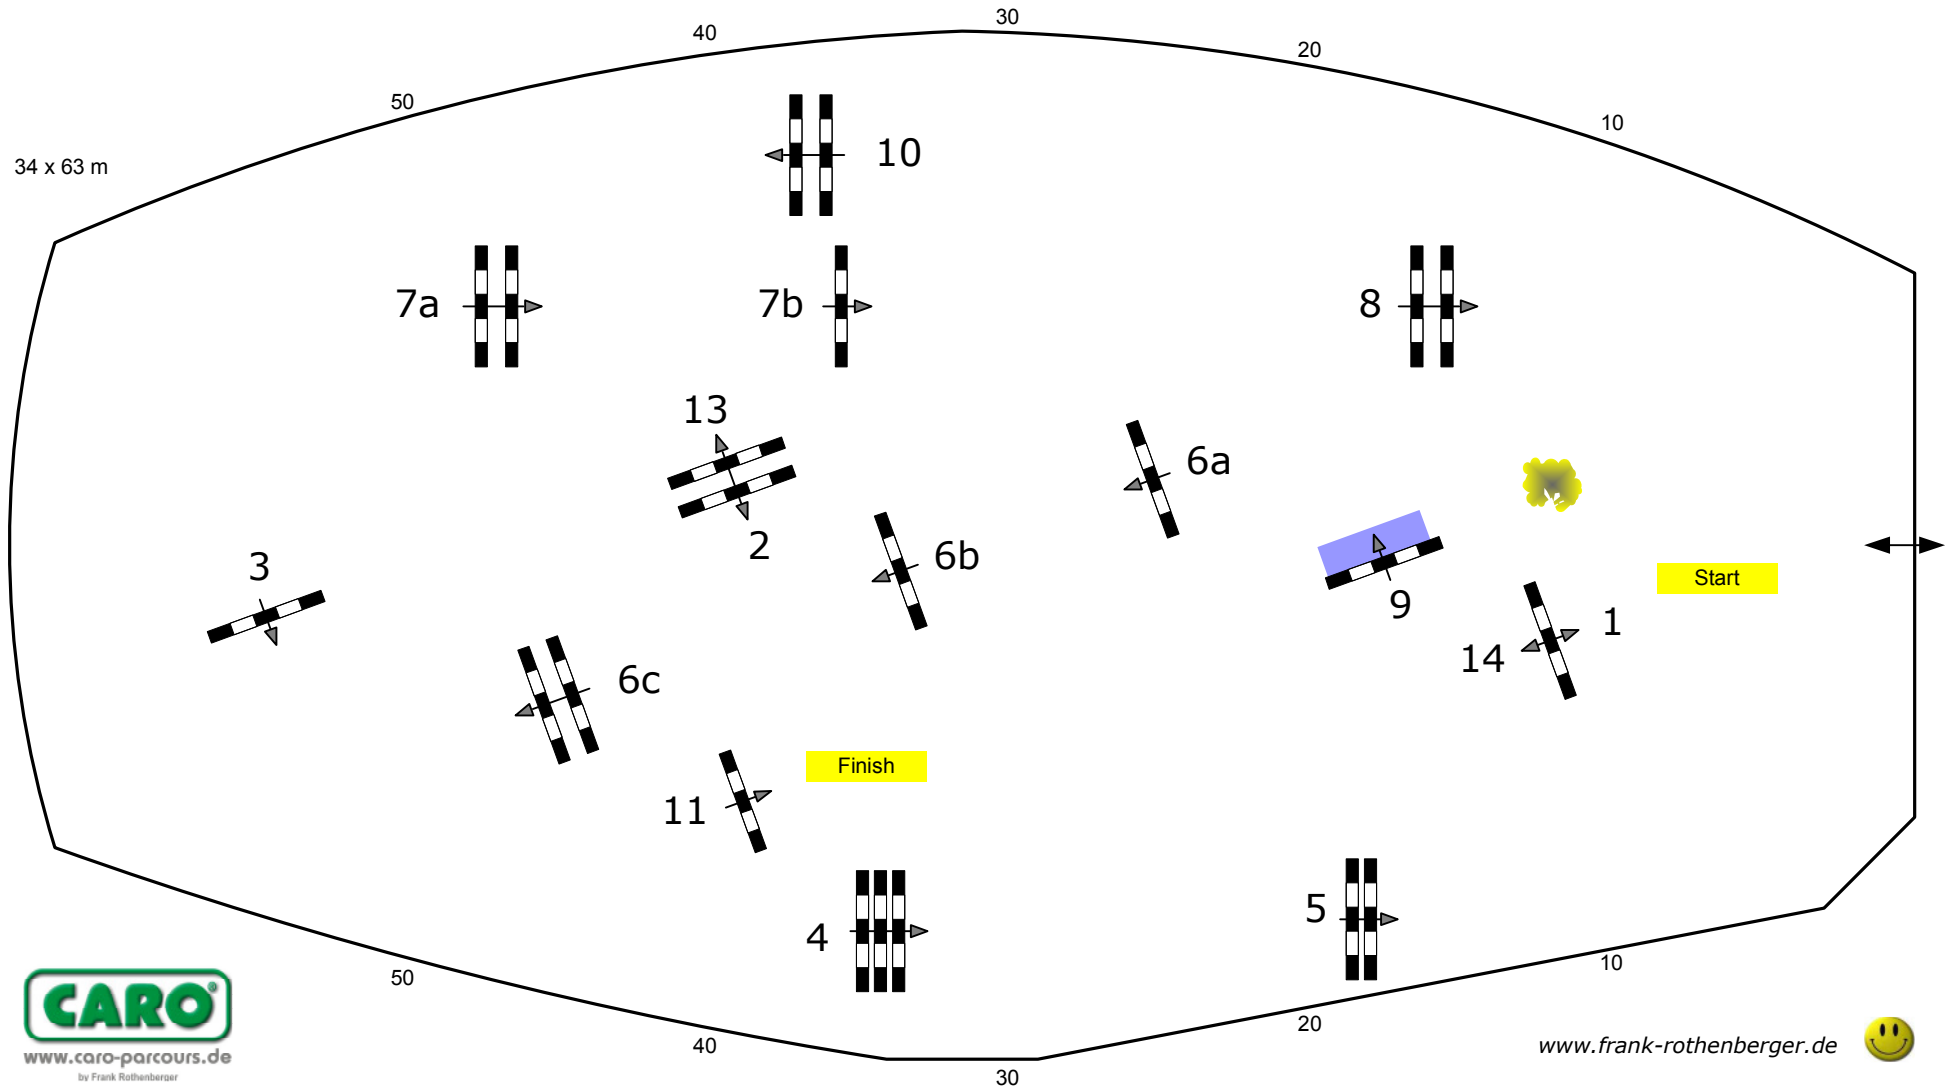 30
40
20
50
10
34 x 63 m
10
7a
7b
8
13
6a
2
6b
3
Start
9
1
14
6c
Finish
11
5
4
10
50
20
40
30
CARO®
www.caro-parcours.de
by Frank Rothenberger
www.frank-rothenberger.de